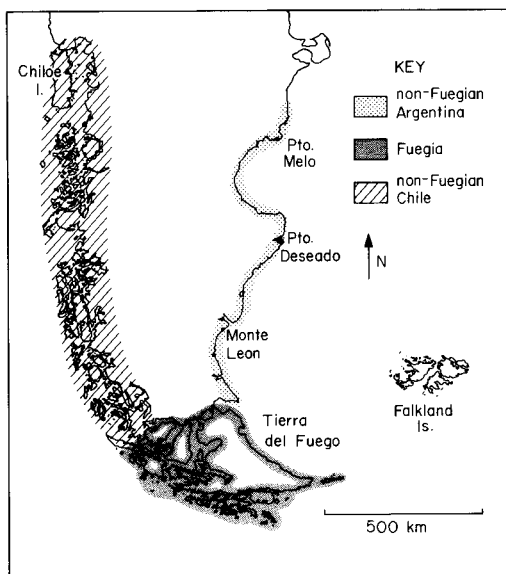 Chiloe
I.
KEY
non-Fuegian
Argentina
Fuegia
non-Fuegian
Chile
Pto.
Melo
Pto.
Deseado
N
Monte
Leon
Tierra
del Fuego
Falkland
Is.
500 km